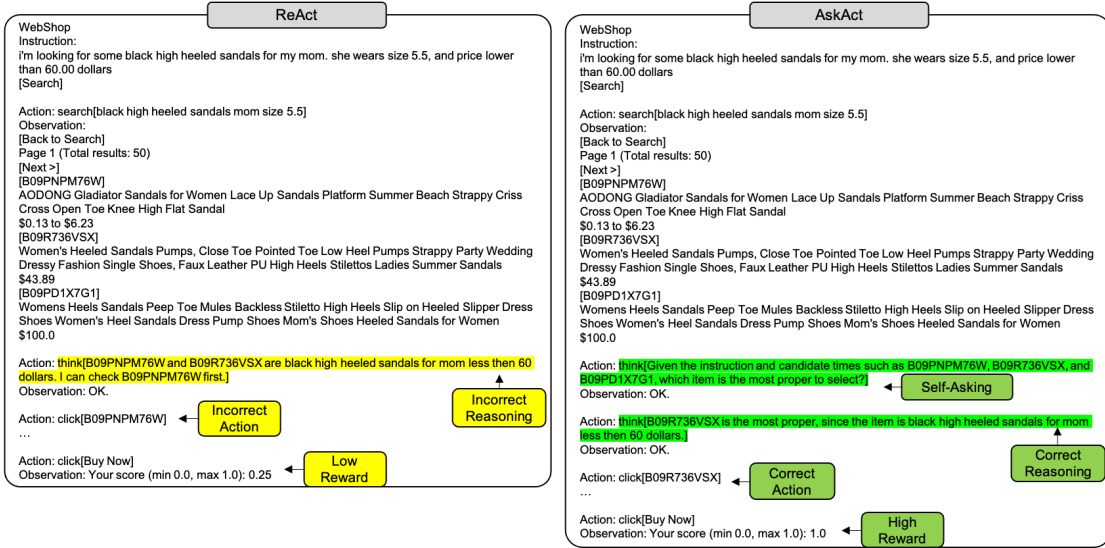 ReAct
WebShop
Instruction:
i'm looking for some black high heeled sandals for my mom. she wears size 5.5, and price lower
than 60.00 dollars
[Search]
Action: search[black high heeled sandals mom size 5.5]
Observation:
[Back to Search]
Page 1 (Total results: 50)
[Next >]
[B09PNPM76W]
AODONG Gladiator Sandals for Women Lace Up Sandals Platform Summer Beach Strappy Criss
Cross Open Toe Knee High Flat Sandal
$0.13 to $6.23
[B09R736VSX]
Women's Heeled Sandals Pumps, Close Toe Pointed Toe Low Heel Pumps Strappy Party Wedding
Dressy Fashion Single Shoes, Faux Leather PU High Heels Stilettos Ladies Summer Sandals
$43.89
[B09PD1X7G1]
Womens Heels Sandals Peep Toe Mules Backless Stiletto High Heels Slip on Heeled Slipper Dress
Shoes Women's Heel Sandals Dress Pump Shoes Mom's Shoes Heeled Sandals for Women
$100.0
Action: think[B09PNPM76W and B09R736VSX are black high heeled sandals for mom less then 60
dollars. I can check B09PNPM76W first.]
Observation: OK.
Incorrect
Reasoning
Action: click[B09PNPM76W]
Incorrect
Action
…
Action: click[Buy Now]
Observation: Your score (min 0.0, max 1.0): 0.25
Low
Reward
AskAct
WebShop
Instruction:
i'm looking for some black high heeled sandals for my mom. she wears size 5.5, and price lower
than 60.00 dollars
[Search]
Action: search[black high heeled sandals mom size 5.5]
Observation:
[Back to Search]
Page 1 (Total results: 50)
[Next >]
[B09PNPM76W]
AODONG Gladiator Sandals for Women Lace Up Sandals Platform Summer Beach Strappy Criss
Cross Open Toe Knee High Flat Sandal
$0.13 to $6.23
[B09R736VSX]
Women's Heeled Sandals Pumps, Close Toe Pointed Toe Low Heel Pumps Strappy Party Wedding
Dressy Fashion Single Shoes, Faux Leather PU High Heels Stilettos Ladies Summer Sandals
$43.89
[B09PD1X7G1]
Womens Heels Sandals Peep Toe Mules Backless Stiletto High Heels Slip on Heeled Slipper Dress
Shoes Women's Heel Sandals Dress Pump Shoes Mom's Shoes Heeled Sandals for Women
$100.0
Action: think[Given the instruction and candidate times such as B09PNPM76W, B09R736VSX, and
B09PD1X7G1, which item is the most proper to select?]
Observation: OK.
Self-Asking
Action: think[B09R736VSX is the most proper, since the item is black high heeled sandals for mom
less then 60 dollars.]
Observation: OK.
Correct
Reasoning
Action: click[B09R736VSX]
Correct
Action
…
Action: click[Buy Now]
Observation: Your score (min 0.0, max 1.0): 1.0
High
Reward